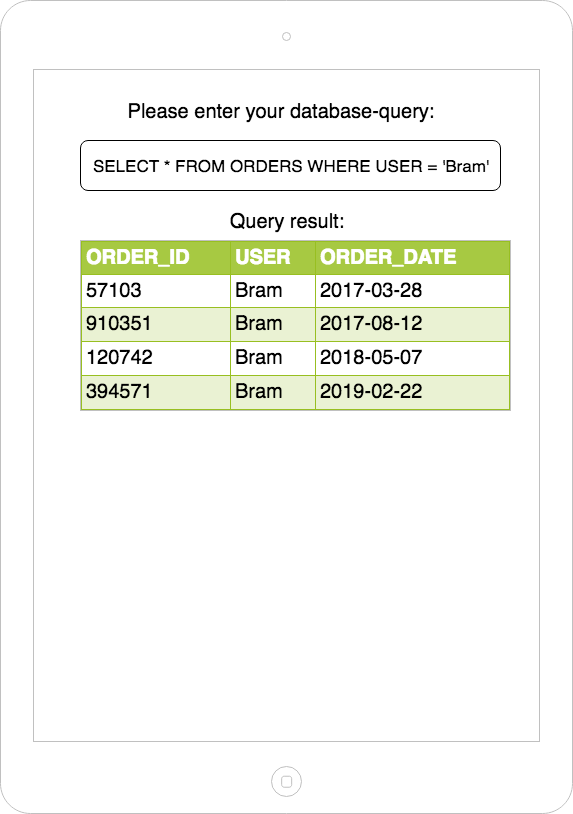 Please enter your database-query:
SELECT * FROM ORDERS WHERE USER = 'Bram'
Query result:
ORDER_ID USER ORDER_DATE
57103 Bram 2017-03-28
910351 Bram 2017-08-12
120742 Bram 2018-05-07
394571 Bram 2019-02-22